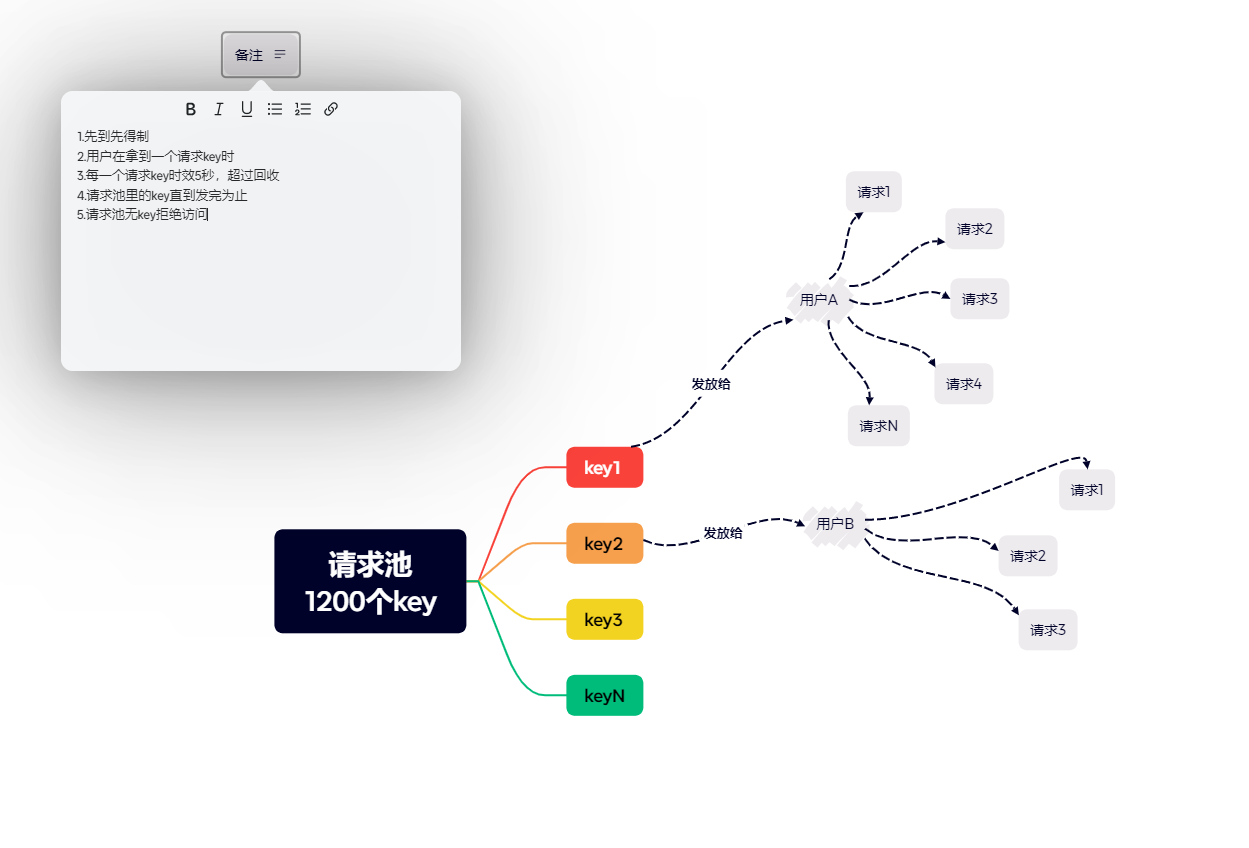 备注
B I U
1.先到先得制
2.用户在拿到一个请求key时
3.每一个请求key时效5秒，超过回收
4.请求池里的key直到发完为止
5.请求池无key拒绝访问
请求1
请求2
用户A
请求3
发放给
请求4
请求N
key1
请求1
用户B
发放给
key2
请求2
请求池
1200个key
key3
请求3
keyN